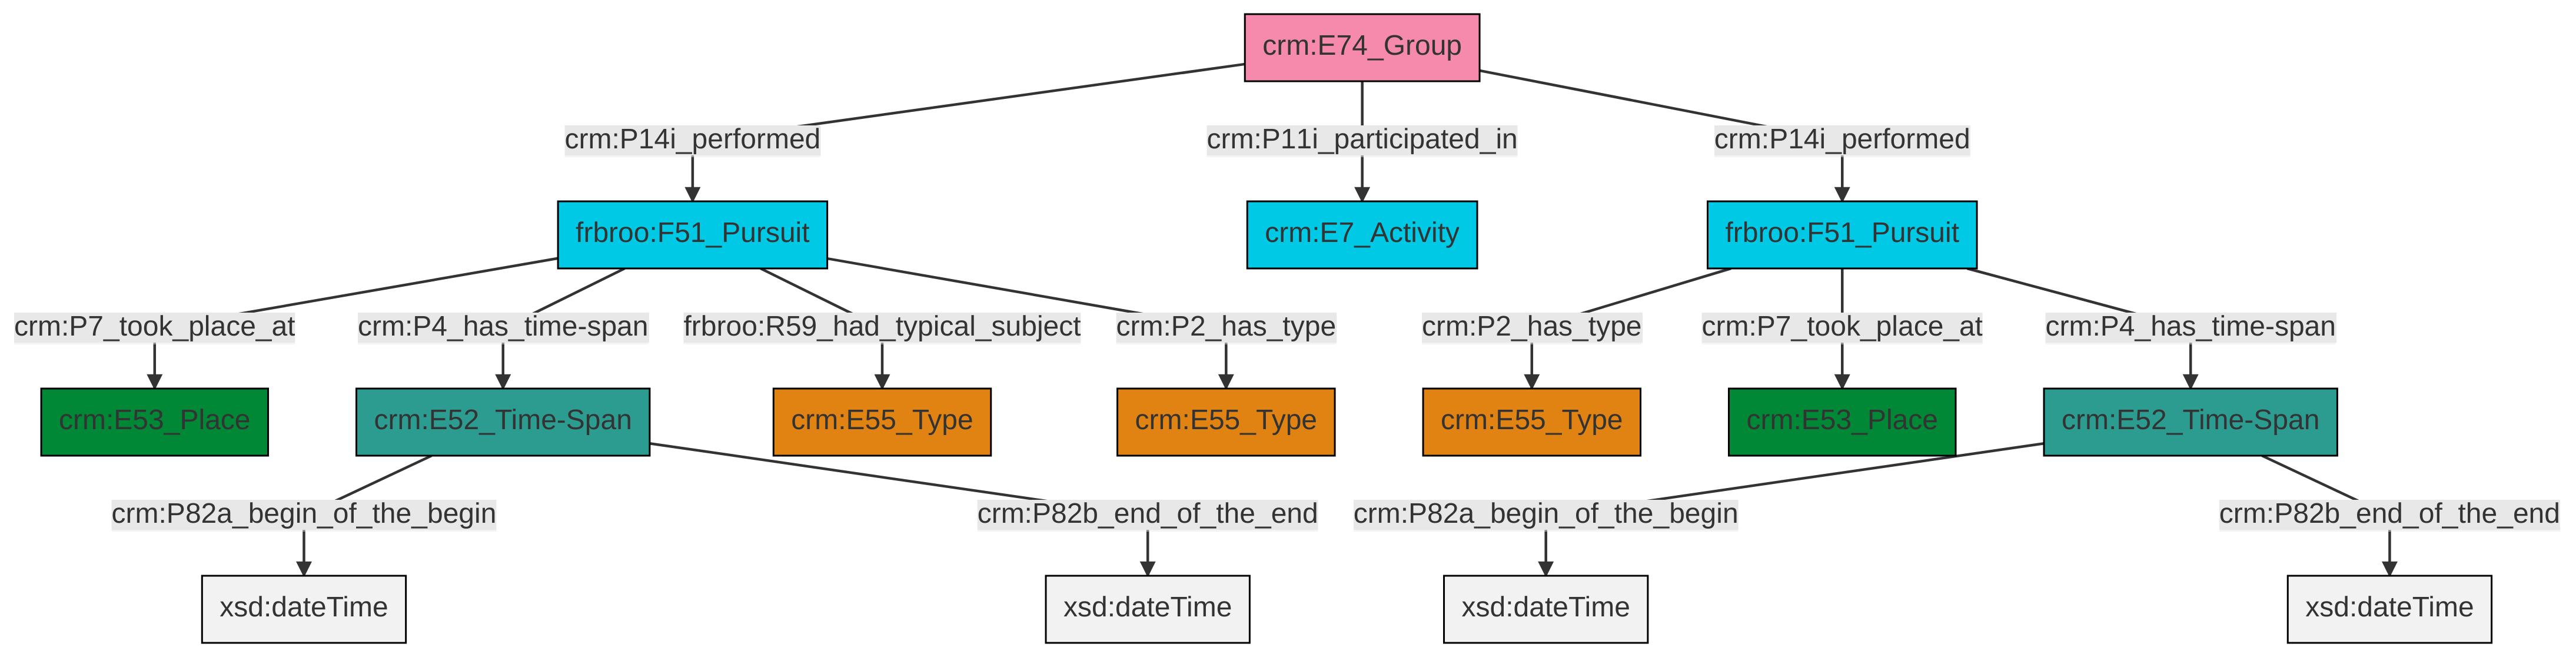 crm:E74_Group
crm:P14i_performed
crm:P11i_participated_in
crm:P14i_performed
frbroo:F51_Pursuit
crm:E7_Activity
frbroo:F51_Pursuit
crm:P7_took_place_at
crm:P4_has_time-span
frbroo:R59_had_typical_subject
crm:P2_has_type
crm:P2_has_type
crm:P7_took_place_at
crm:P4_has_time-span
crm:E53_Place
crm:E52_Time-Span
crm:E55_Type
crm:E55_Type
crm:E55_Type
crm:E53_Place
crm:E52_Time-Span
crm:P82a_begin_of_the_begin
crm:P82b_end_of_the_end
crm:P82a_begin_of_the_begin
crm:P82b_end_of_the_end
xsd:dateTime
xsd:dateTime
xsd:dateTime
xsd:dateTime